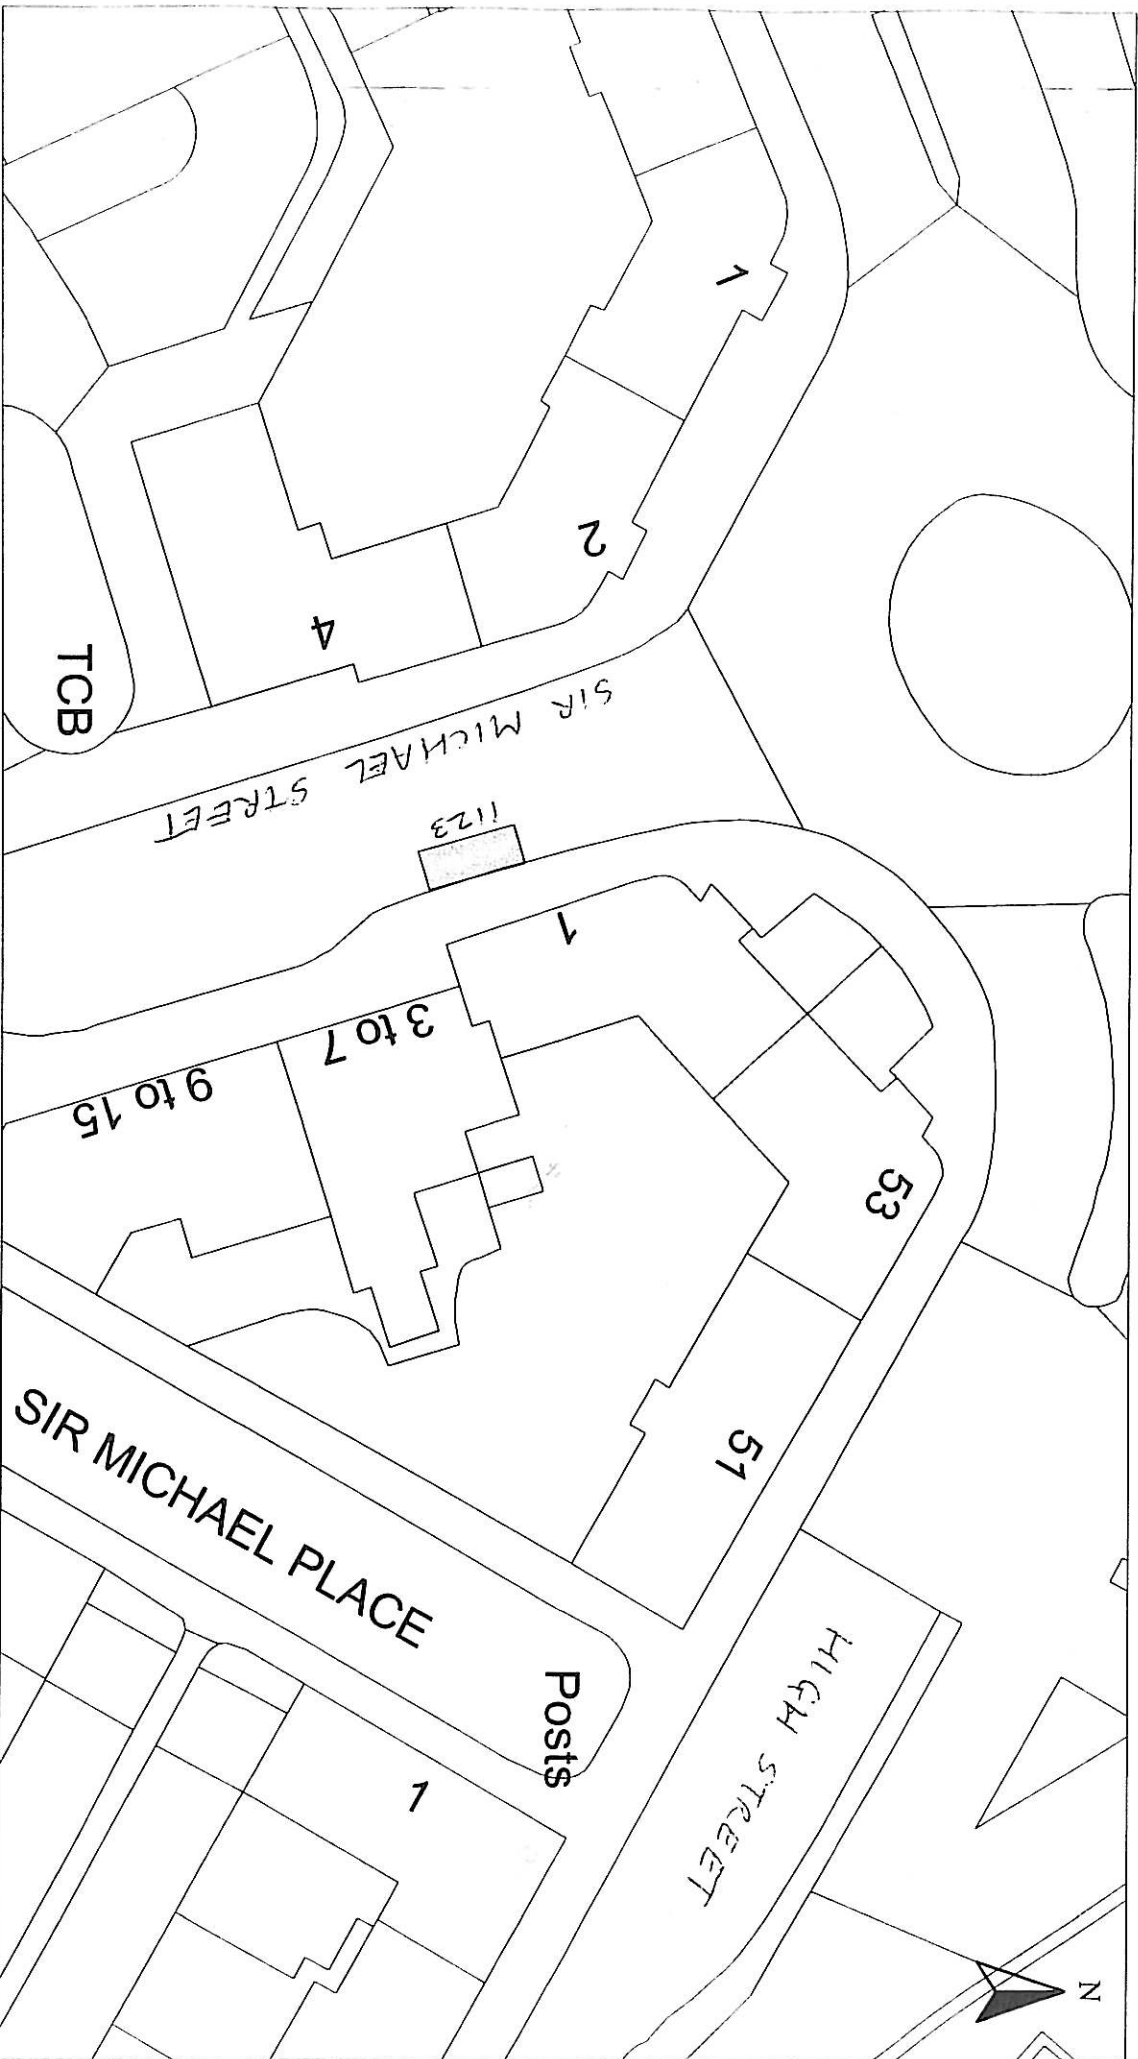 N
1
2
4
TCB
SIR MICHAEL STREET
1123
1
3 to 7
9 to 15
53
51
HIGH STREET
SIR MICHAEL PLACE
Posts
1